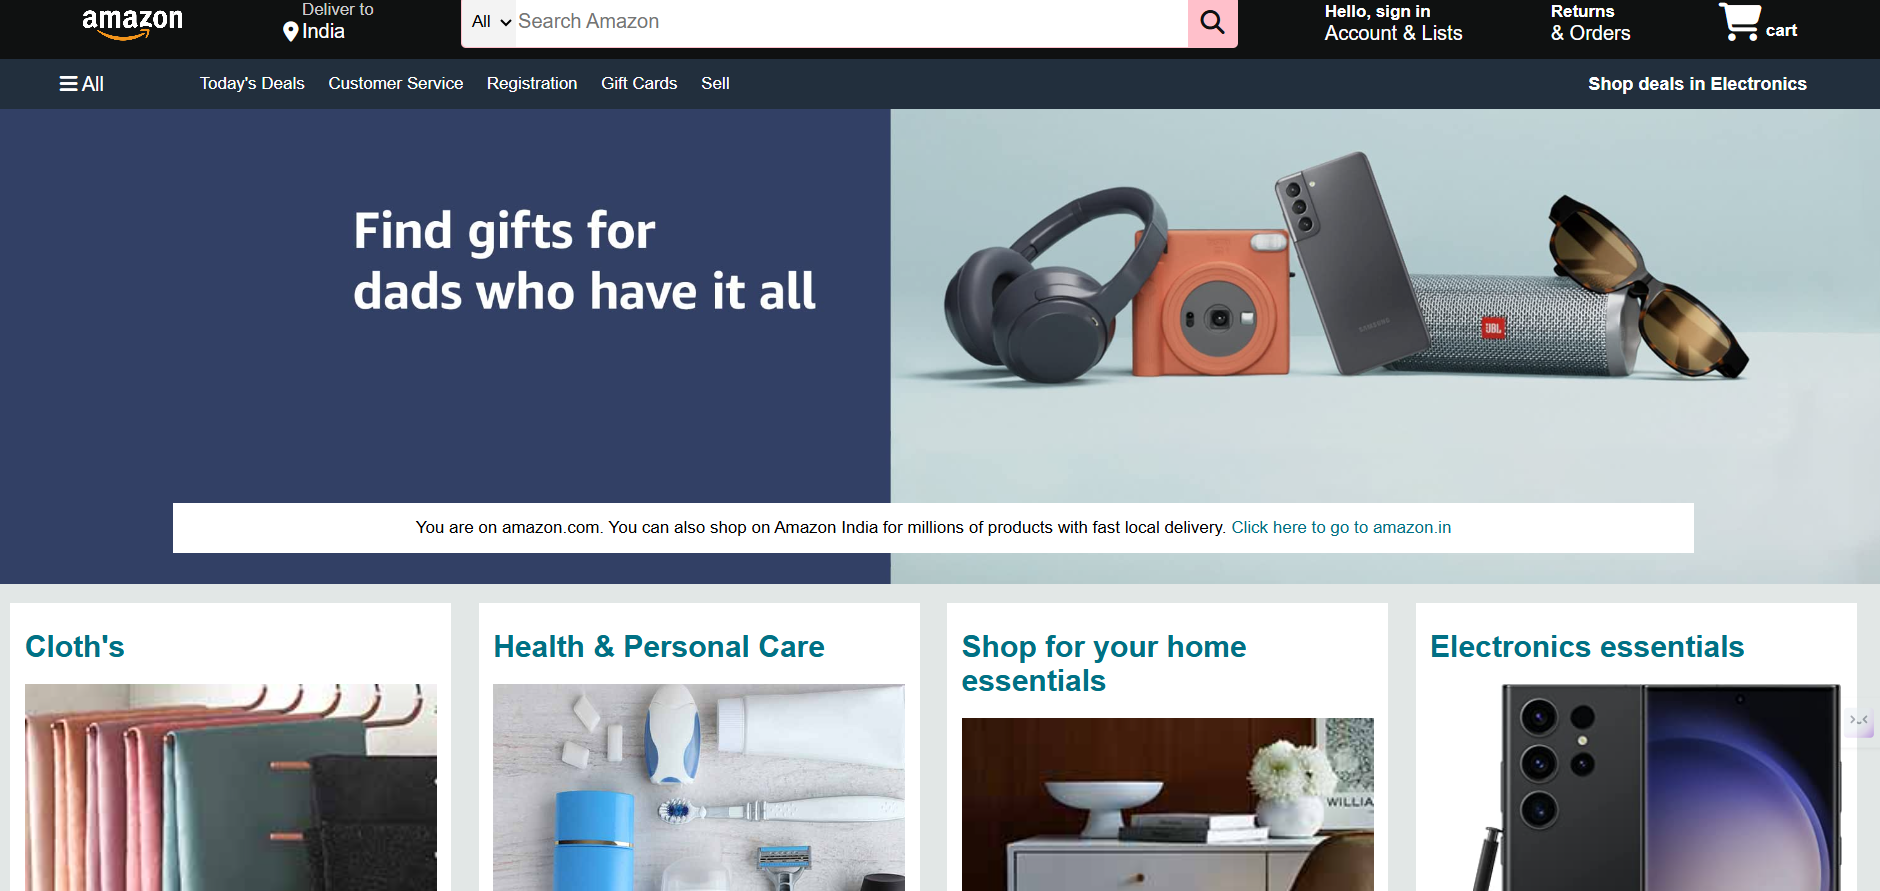 amazon
Deliver to
India
All
Search Amazon
Hello, sign in
Account & Lists
Returns
& Orders
cart
All
Today's Deals
Customer Service
Registration
Gift Cards
Sell
Shop deals in Electronics
Find gifts for
dads who have it all
SAMSUNG
JBL
You are on amazon.com. You can also shop on Amazon India for millions of products with fast local delivery. Click here to go to amazon.in
Cloth's
Health & Personal Care
Shop for your home
essentials
Electronics essentials
WILLIA